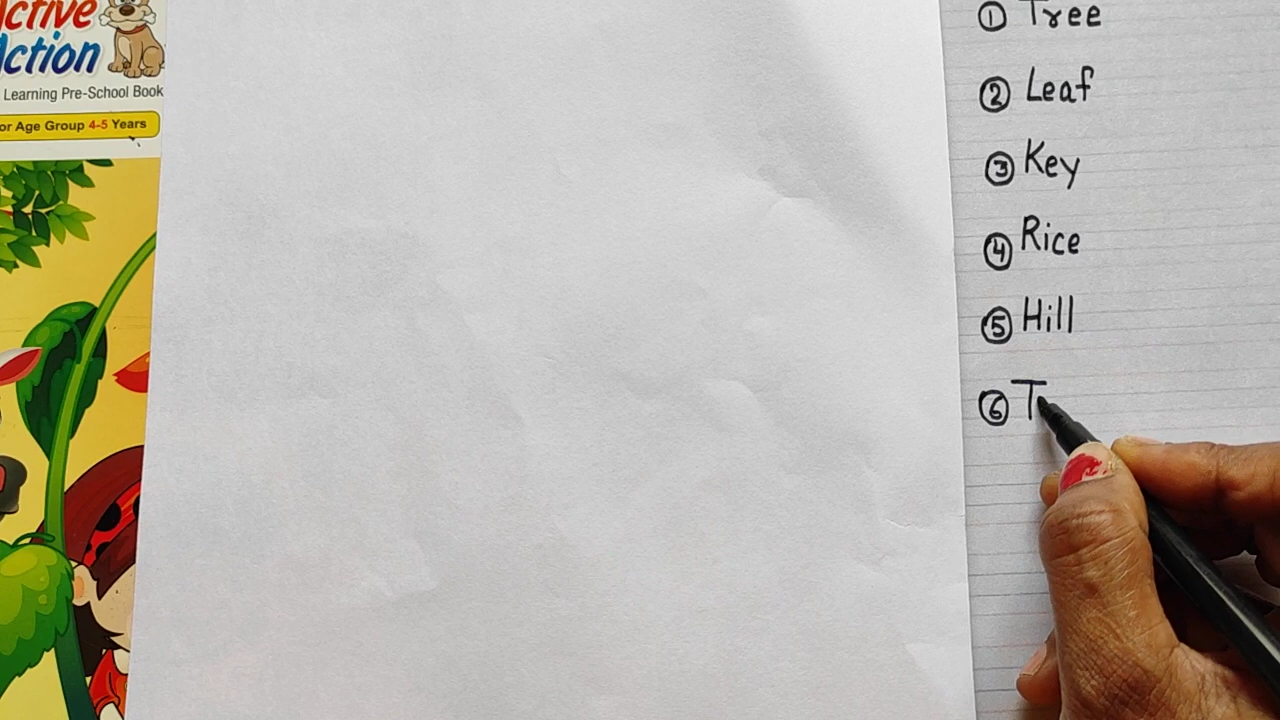 ctive
Action
Learning Pre-School Book
or Age Group 4-5 Years
① Tree
② Leaf
③ Key
④ Rice
⑤ Hill
⑥ T